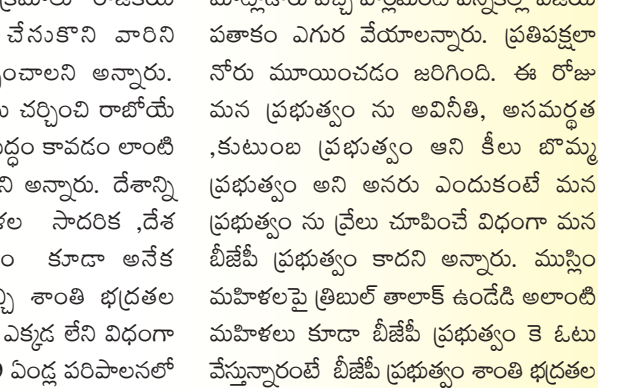 చేనుకొని వారిని
ంచాలని అన్నారు.
చర్చించి రాబోయే
ద్ధం కావడం లాంటి
ని అన్నారు. దేశాన్ని
సాదరిక ,దేశ
కూడా అనేక
శాంతి భద్రతల
ఎక్కడ లేని విధంగా
ఏండ్ల పరిపాలనలో
పతాకం ఎగుర వేయాలన్నారు. ప్రతిపక్షలా
నోరు మూయించడం జరిగింది. ఈ రోజు
మన ప్రభుత్వం ను అవినీతి, అసమర్థత
,కుటుంబ ప్రభుత్వం ఆని కీలు బొమ్మ
ప్రభుత్వం అని అనరు ఎందుకంటే మన
ప్రభుత్వం ను వ్రేలు చూపించే విధంగా మన
బీజేపీ ప్రభుత్వం కాదని అన్నారు. ముస్లిం
మహిళలపై త్రిబుల్ తాలాక్ ఉండేడి అలాంటి
మహిళలు కూడా బీజేపీ ప్రభుత్వం కె ఓటు
వేస్తున్నారంటే బీజేపీ ప్రభుత్వం శాంతి భద్రతల